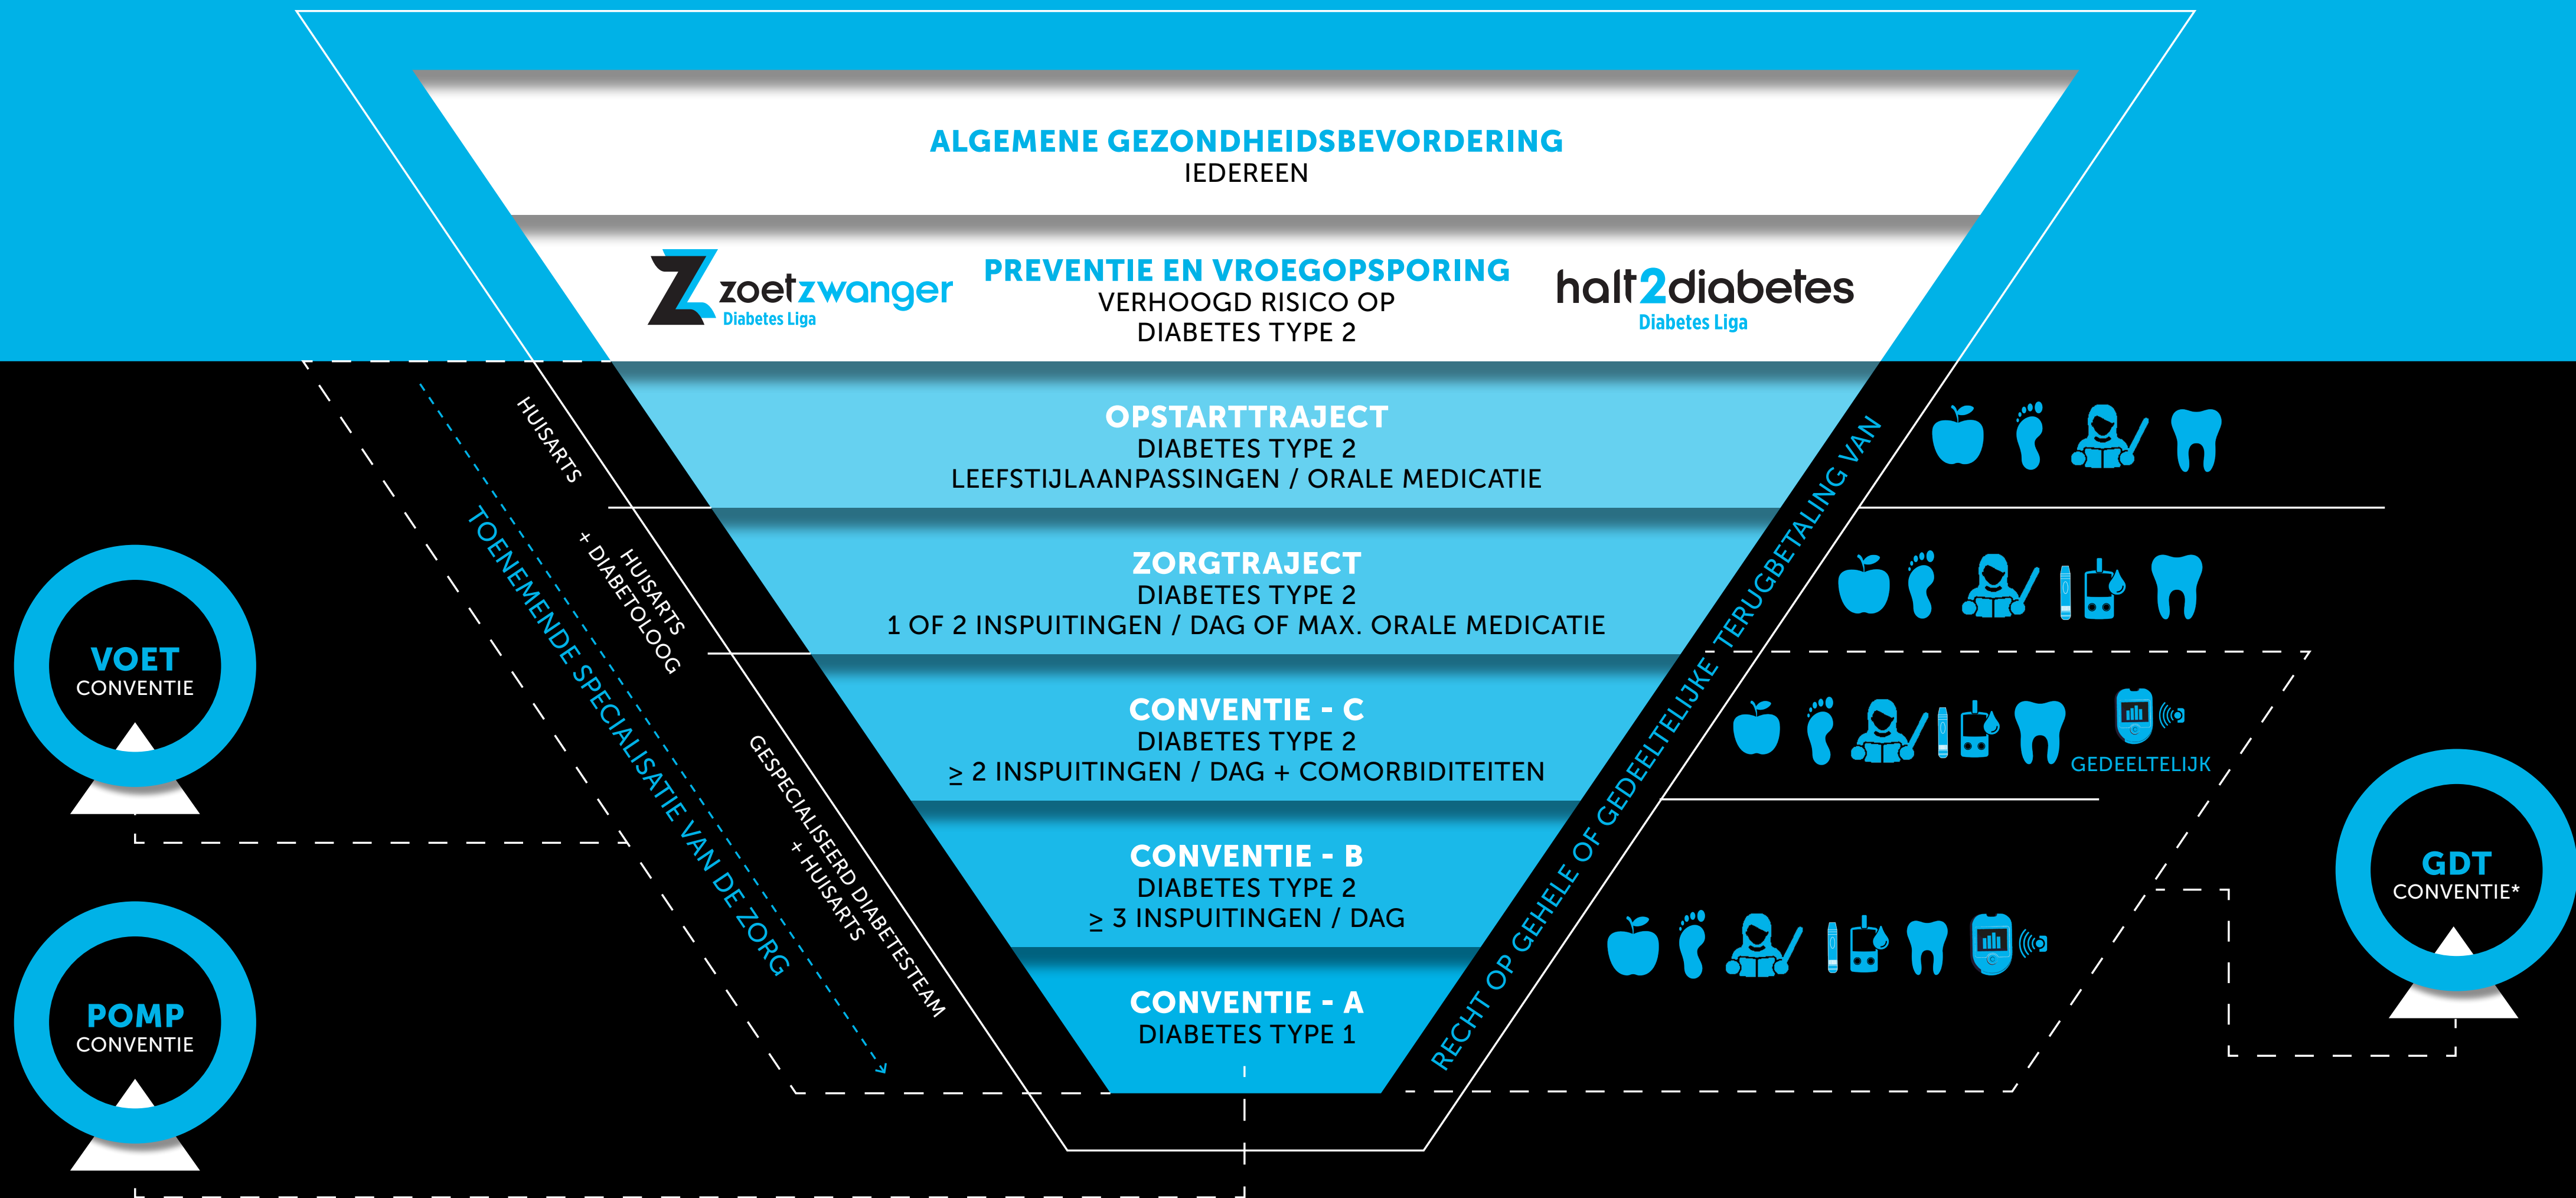 ALGEMENE GEZONDHEIDSBEVORDERING
IEDEREEN
zoetzwanger
Diabetes Liga
PREVENTIE EN VROEGOPSPORING
VERHOOGD RISICO OP
DIABETES TYPE 2
halt2diabetes
Diabetes Liga
OPSTARTTRAJECT
DIABETES TYPE 2
LEEFSTIJLAANPASSINGEN / ORALE MEDICATIE
ZORGTRAJECT
DIABETES TYPE 2
1 OF 2 INSPUITINGEN / DAG OF MAX. ORALE MEDICATIE
CONVENTIE - C
DIABETES TYPE 2
≥ 2 INSPUITINGEN / DAG + COMORBIDITEITEN
CONVENTIE - B
DIABETES TYPE 2
≥ 3 INSPUITINGEN / DAG
CONVENTIE - A
DIABETES TYPE 1
HUISARTS
HUISARTS
+ DIABETOLOOG
GESPECIALISEERD DIABETESTEAM
+ HUISARTS
TOENEMENDE SPECIALISATIE VAN DE ZORG
RECHT OP GEHELE OF GEDEELTELIJKE TERUGBETALING VAN
GEDEELTELIJK
VOET
CONVENTIE
POMP
CONVENTIE
GDT
CONVENTIE*